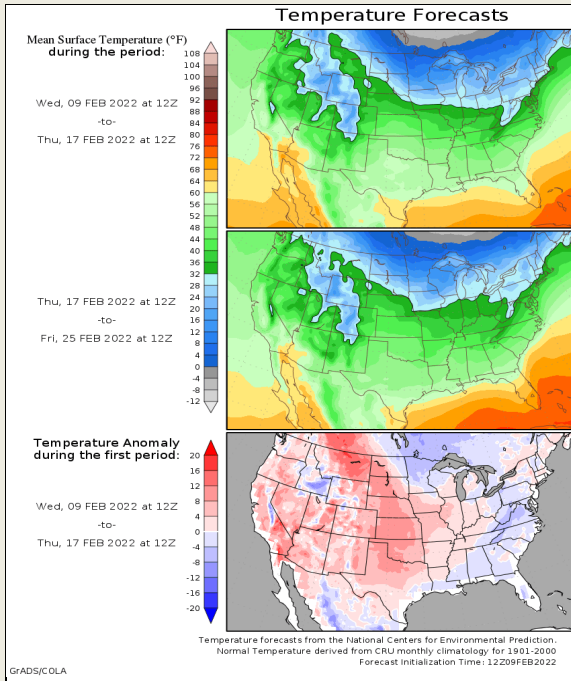 Temperature Forecasts
Mean Surface Temperature (°F)
during the period:
Wed, 09 FEB 2022 at 12Z
-to-
Thu, 17 FEB 2022 at 12Z
108
104
100
96
92
88
84
80
76
72
68
64
60
56
52
48
44
40
36
32
28
24
20
16
12
8
4
0
-4
-8
-12
Thu, 17 FEB 2022 at 12Z
-to-
Fri, 25 FEB 2022 at 12Z
Temperature Anomaly
during the first period:
Wed, 09 FEB 2022 at 12Z
-to-
Thu, 17 FEB 2022 at 12Z
20
16
12
8
4
0
-4
-8
-12
-16
-20
Temperature forecasts from the National Centers for Environmental Prediction.
Normal Temperature derived from CRU monthly climatology for 1901-2000
Forecast Initialization Time: 12Z09FEB2022
GrADS/COLA